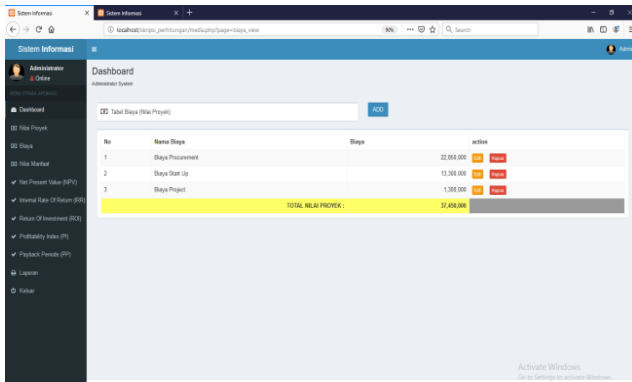 Sistem Informasi
Sistem Informasi
localhost/skripsi_perhitungan/media.php?page=biaya_view
90%
Search
Sistem Informasi
Admin
Administrator
Online
Dashboard
Administrator System
Dashboard
Nilai Proyek
Biaya
Nilai Manfaat
Net Present Value (NPV)
Internal Rate Of Return (IRR)
Return Of Investment (ROI)
Profitability Index (PI)
Payback Periode (PP)
Laporan
Keluar
Tabel Biaya (Nilai Proyek)
ADD
No Nama Biaya Biaya action
1 Biaya Procurement 22,850,000 Edit Hapus
2 Biaya Start Up 13,300,000 Edit Hapus
3 Biaya Project 1,300,000 Edit Hapus
TOTAL NILAI PROYEK : 37,450,000
Activate Windows
Go to Settings to activate Windows.